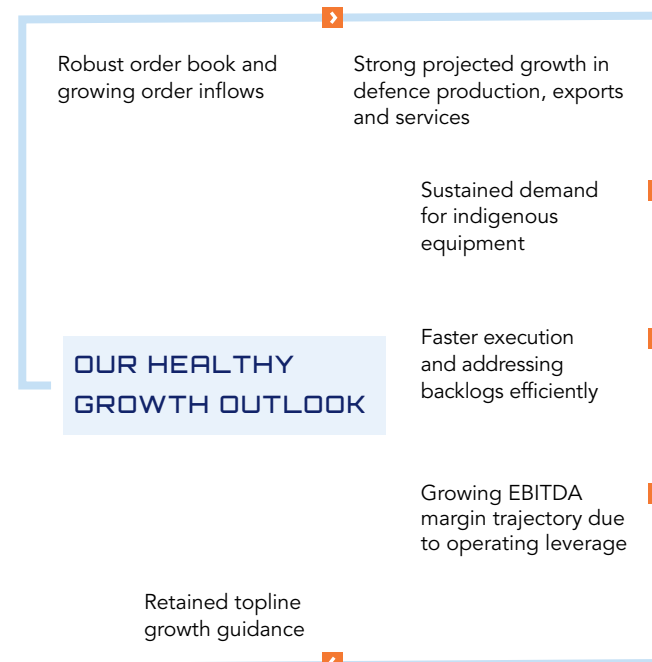 Robust order book and
growing order inflows
Strong projected growth in
defence production, exports
and services
Sustained demand
for indigenous
equipment
Faster execution
and addressing
backlogs efficiently
OUR HEALTHY
GROWTH OUTLOOK
Growing EBITDA
margin trajectory due
to operating leverage
Retained topline
growth guidance